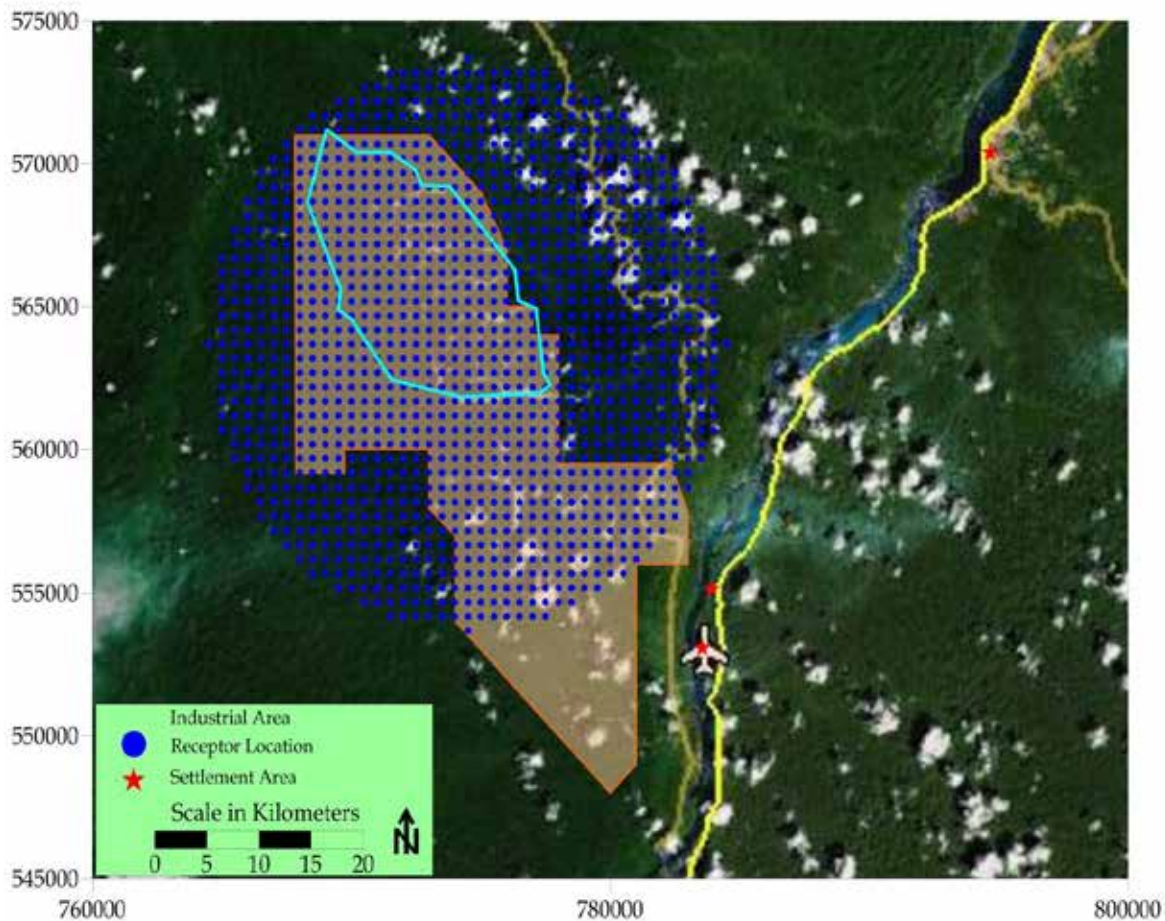 575000
570000
565000
560000
555000
550000
545000
760000
780000
800000
Industrial Area
Receptor Location
Settlement Area
Scale in Kilometers
0 5 10 15 20
N